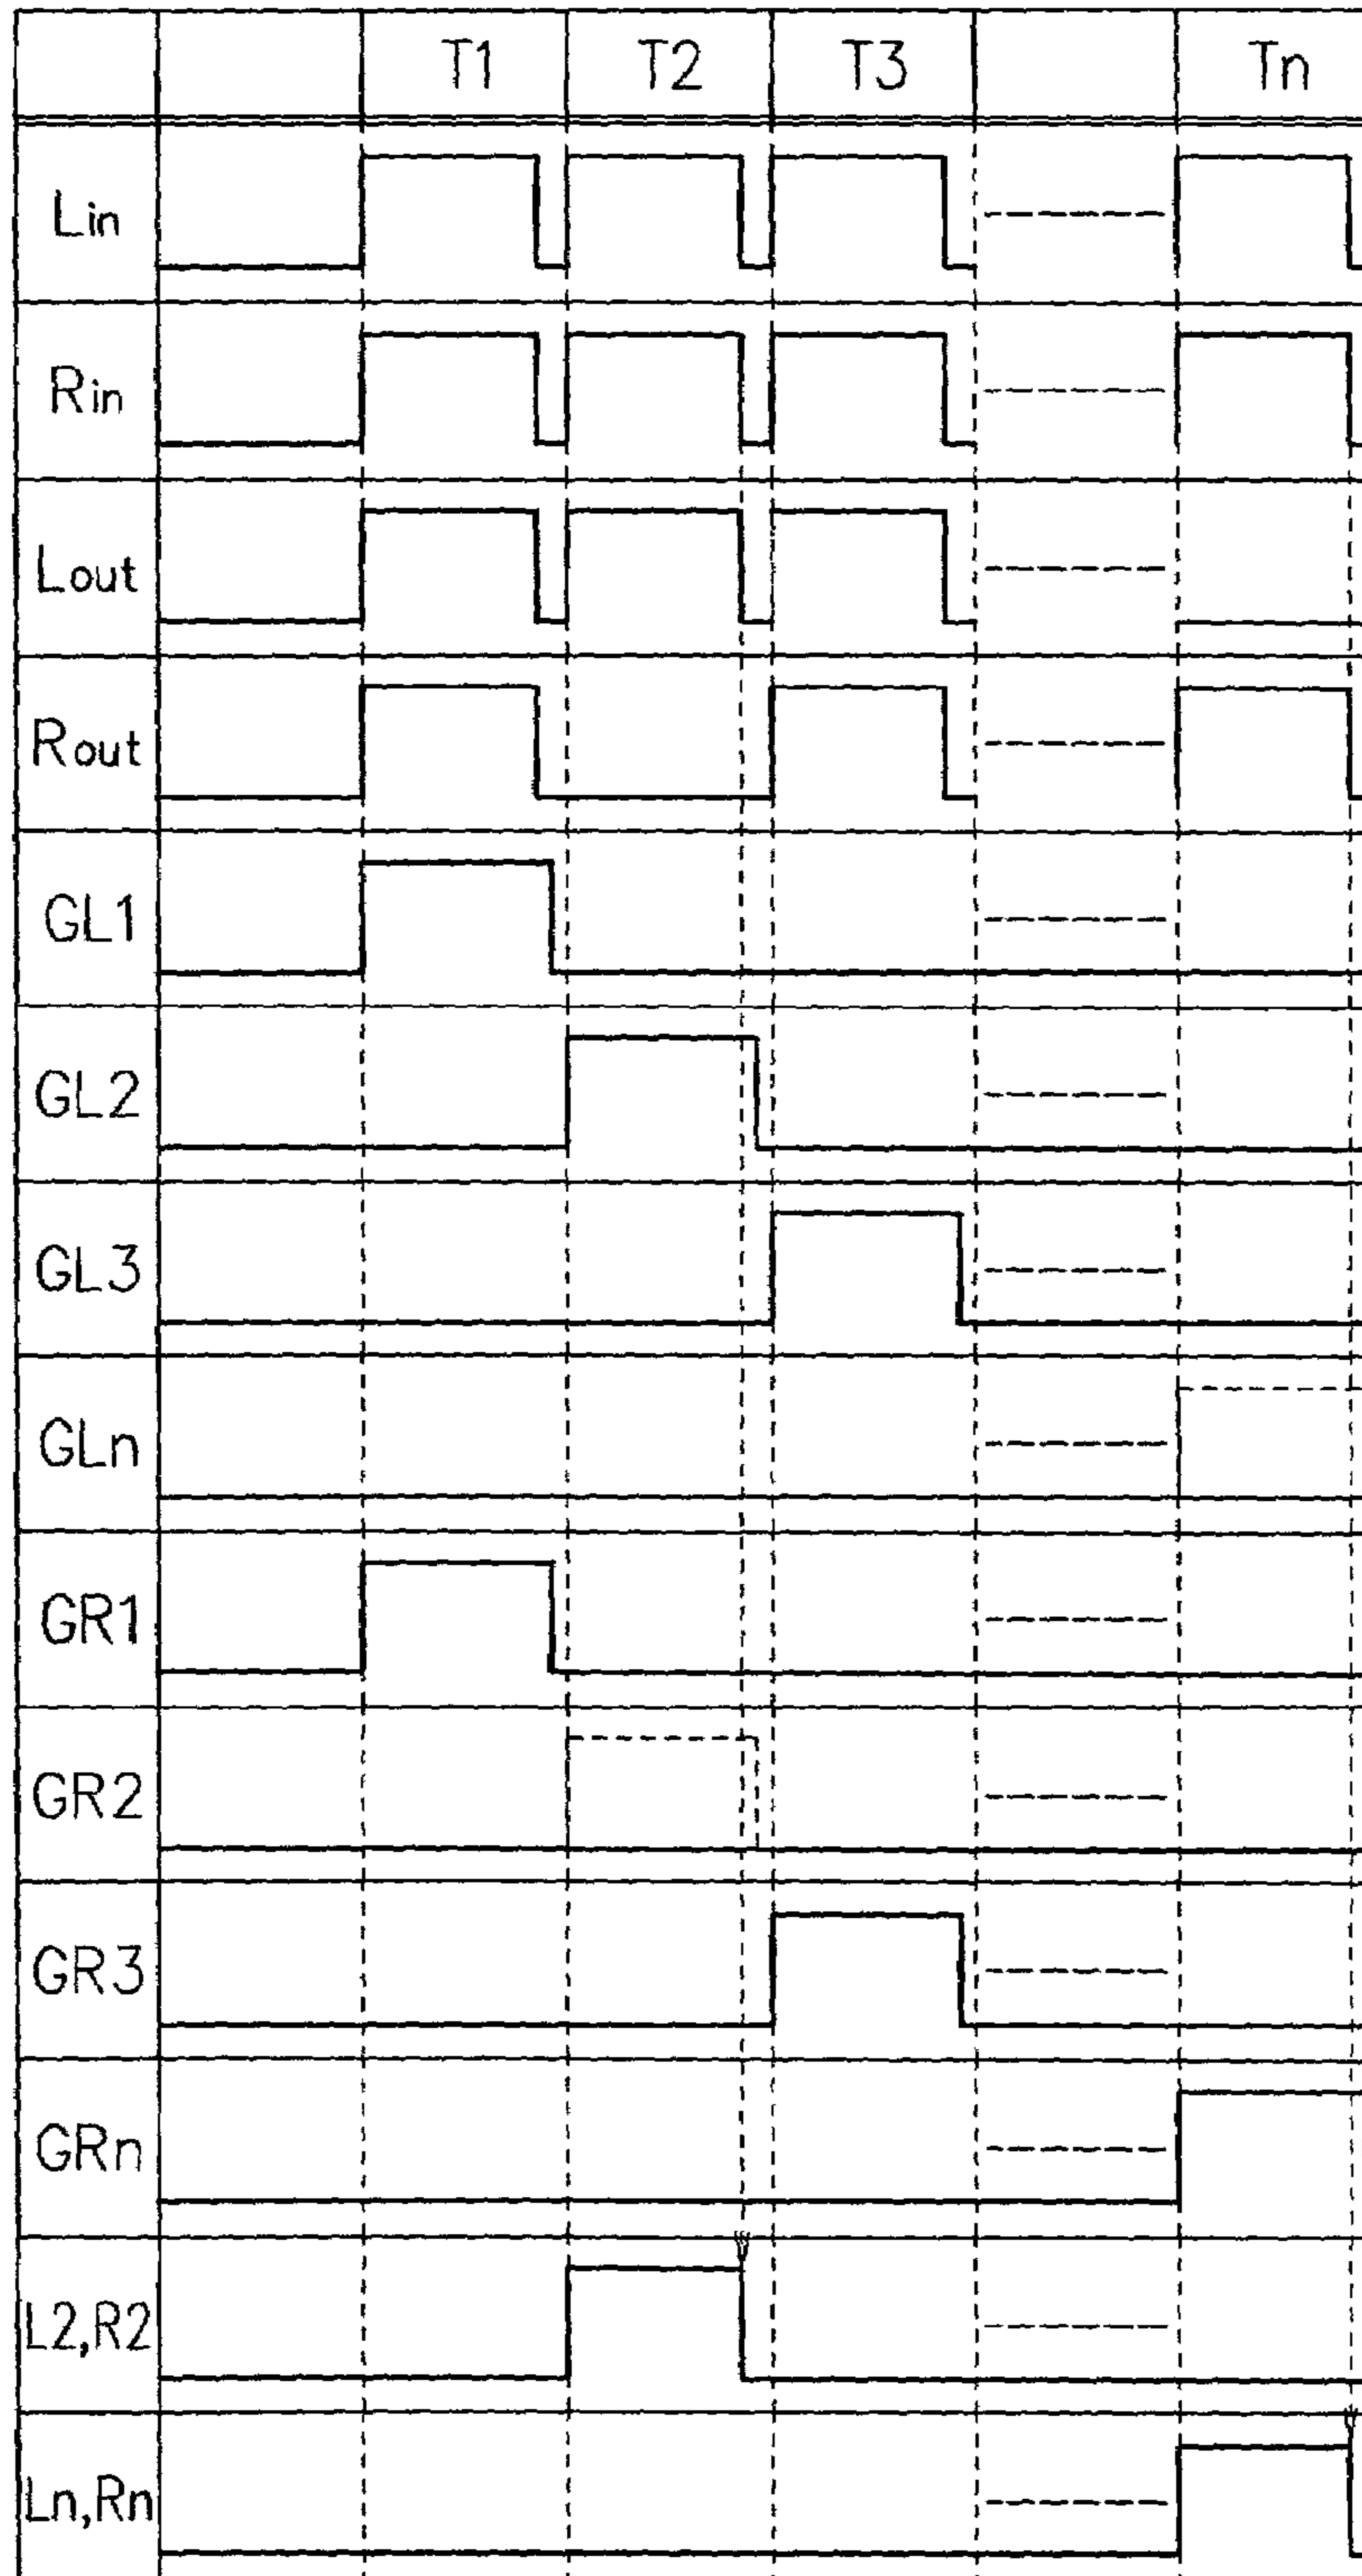 T1 T2 T3 Tn
Lin
Rin
Lout
Rout
GL1
GL2
GL3
GLn
GR1
GR2
GR3
GRn
L2,R2
Ln,Rn